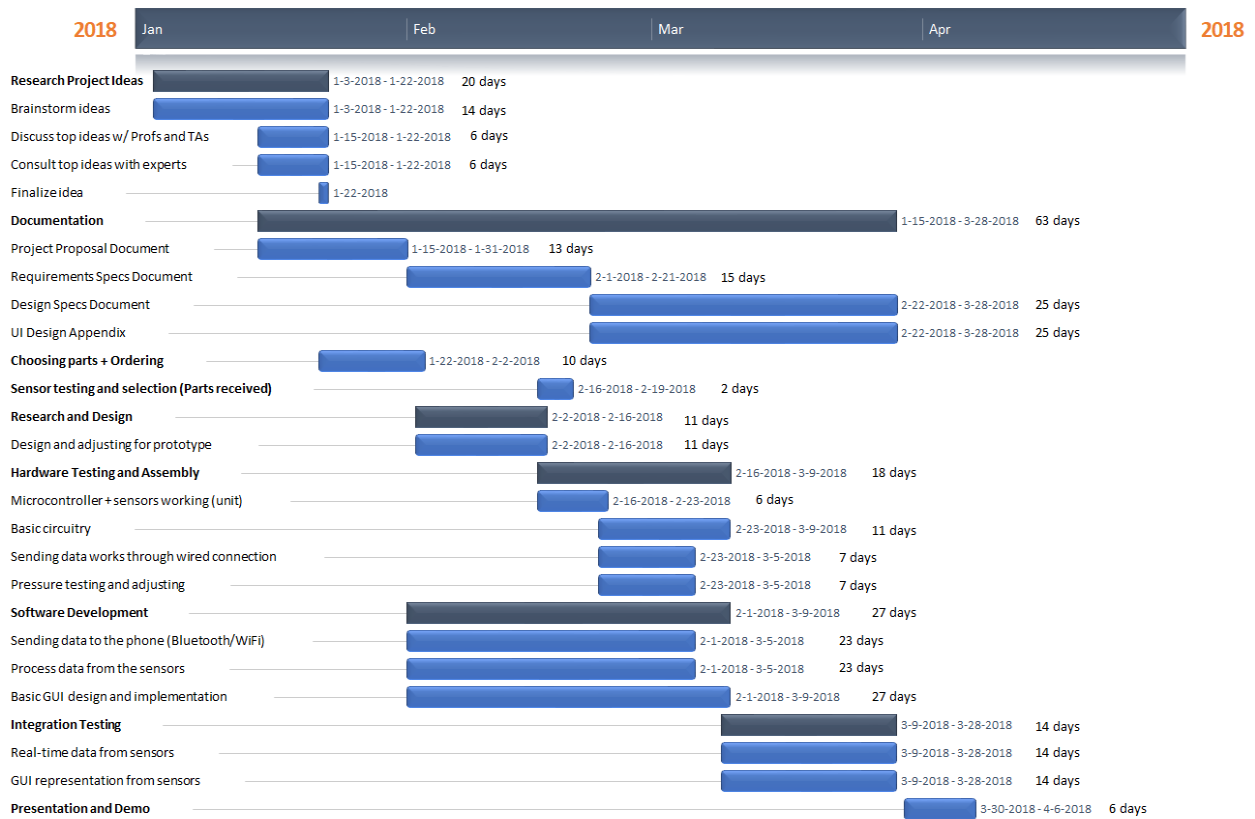 2018 Jan Feb Mar Apr 2018
Research Project Ideas 1-3-2018 - 1-22-2018 20 days
Brainstorm ideas 1-3-2018 - 1-22-2018 14 days
Discuss top ideas w/ Profs and TAs 1-15-2018 - 1-22-2018 6 days
Consult top ideas with experts 1-15-2018 - 1-22-2018 6 days
Finalize idea 1-22-2018
Documentation 1-15-2018 - 3-28-2018 63 days
Project Proposal Document 1-15-2018 - 1-31-2018 13 days
Requirements Specs Document 2-1-2018 - 2-21-2018 15 days
Design Specs Document 2-22-2018 - 3-28-2018 25 days
UI Design Appendix 2-22-2018 - 3-28-2018 25 days
Choosing parts + Ordering 1-22-2018 - 2-2-2018 10 days
Sensor testing and selection (Parts received) 2-16-2018 - 2-19-2018 2 days
Research and Design 2-2-2018 - 2-16-2018 11 days
Design and adjusting for prototype 2-2-2018 - 2-16-2018 11 days
Hardware Testing and Assembly 2-16-2018 - 3-9-2018 18 days
Microcontroller + sensors working (unit) 2-16-2018 - 2-23-2018 6 days
Basic circuitry 2-23-2018 - 3-9-2018 11 days
Sending data works through wired connection 2-23-2018 - 3-5-2018 7 days
Pressure testing and adjusting 2-23-2018 - 3-5-2018 7 days
Software Development 2-1-2018 - 3-9-2018 27 days
Sending data to the phone (Bluetooth/WiFi) 2-1-2018 - 3-5-2018 23 days
Process data from the sensors 2-1-2018 - 3-5-2018 23 days
Basic GUI design and implementation 2-1-2018 - 3-9-2018 27 days
Integration Testing 3-9-2018 - 3-28-2018 14 days
Real-time data from sensors 3-9-2018 - 3-28-2018 14 days
GUI representation from sensors 3-9-2018 - 3-28-2018 14 days
Presentation and Demo 3-30-2018 - 4-6-2018 6 days